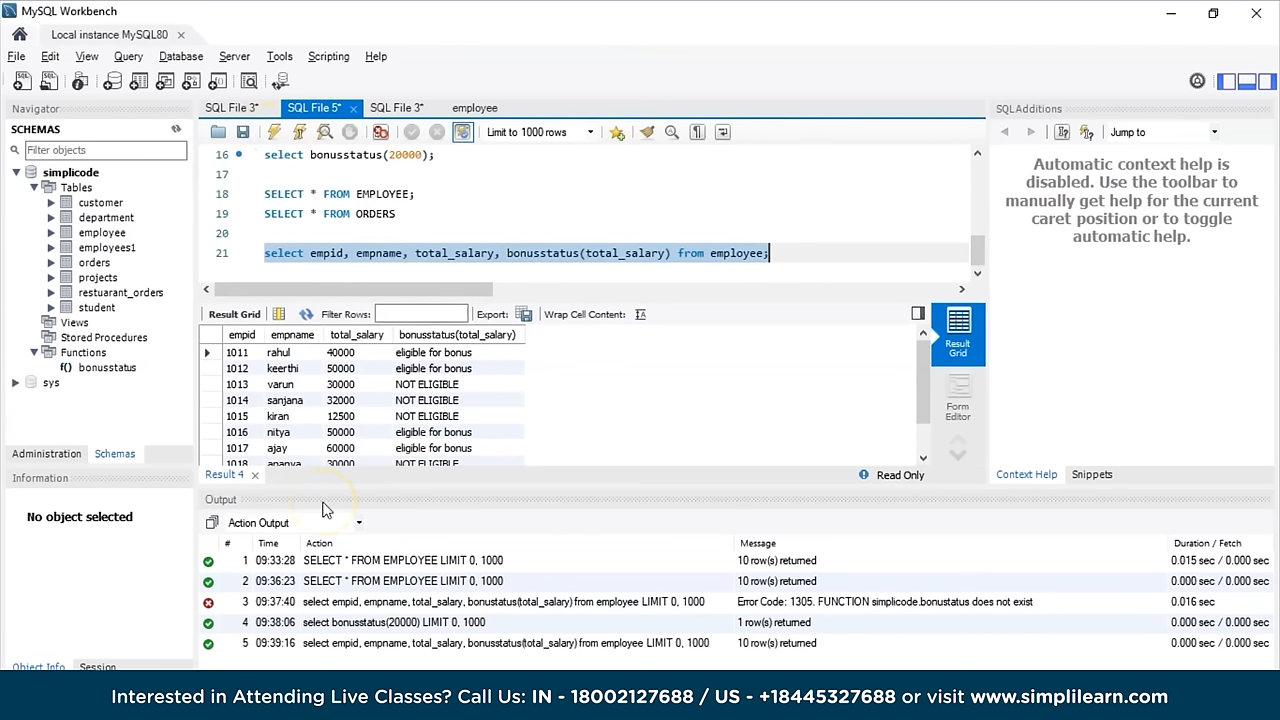 MySQL Workbench
Local instance MySQL80
File Edit View Query Database Server Tools Scripting Help
Navigator
SCHEMAS
Filter objects
simplicode
Tables
customer
department
employee
employees1
orders
projects
restuarant_orders
student
Views
Stored Procedures
Functions
f() bonusstatus
sys
Administration Schemas
Information
No object selected
Object Info Session
SQL File 3* SQL File 5* SQL File 3* employee
Limit to 1000 rows
16 select bonusstatus(20000);
17
18 SELECT * FROM EMPLOYEE;
19 SELECT * FROM ORDERS
20
21 select empid, empname, total_salary, bonusstatus(total_salary) from employee;
Result Grid Filter Rows: Export: Wrap Cell Content:
empid empname total_salary bonusstatus(total_salary)
1011 rahul 40000 eligible for bonus
1012 keerthi 50000 eligible for bonus
1013 varun 30000 NOT ELIGIBLE
1014 sanjana 32000 NOT ELIGIBLE
1015 kiran 12500 NOT ELIGIBLE
1016 nitya 50000 eligible for bonus
1017 ajay 60000 eligible for bonus
1018 ananya 30000 NOT ELIGIBLE
Result Grid
Form Editor
Result 4
Read Only
SQLAdditions
Jump to
Automatic context help is
disabled. Use the toolbar to
manually get help for the current
caret position or to toggle
automatic help.
Context Help Snippets
Output
Action Output
# Time Action Message Duration / Fetch
1 09:33:28 SELECT * FROM EMPLOYEE LIMIT 0, 1000 10 row(s) returned 0.015 sec / 0.000 sec
2 09:36:23 SELECT * FROM EMPLOYEE LIMIT 0, 1000 10 row(s) returned 0.000 sec / 0.000 sec
3 09:37:40 select empid, empname, total_salary, bonustatus(total_salary) from employee LIMIT 0, 1000 Error Code: 1305. FUNCTION simplicode.bonustatus does not exist 0.016 sec
4 09:38:06 select bonusstatus(20000) LIMIT 0, 1000 1 row(s) returned 0.000 sec / 0.000 sec
5 09:39:16 select empid, empname, total_salary, bonusstatus(total_salary) from employee LIMIT 0, 1000 10 row(s) returned 0.000 sec / 0.000 sec
Interested in Attending Live Classes? Call Us: IN - 18002127688 / US - +18445327688 or visit www.simplilearn.com